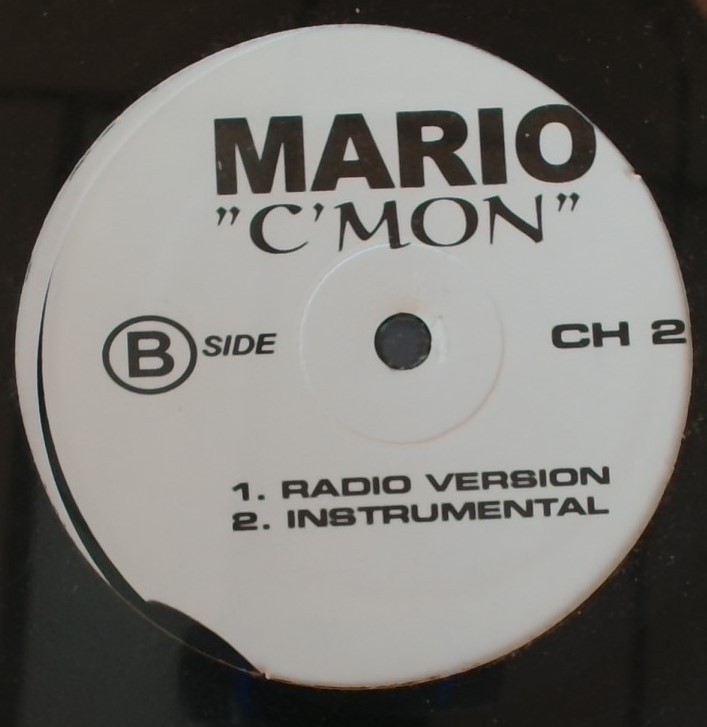 MARIO
"C'MON"
B SIDE
CH 2
1. RADIO VERSION
2. INSTRUMENTAL